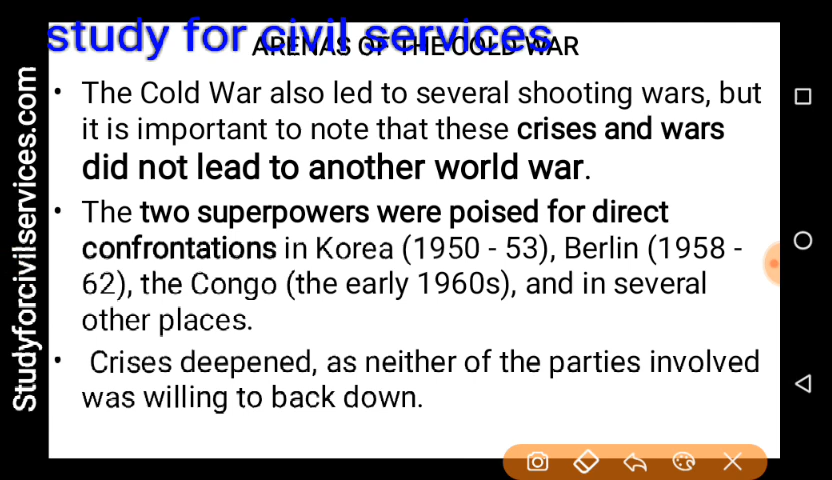 study for civil services
ARENAS OF THE COLD WAR
Studyforcivilservices.com
• The Cold War also led to several shooting wars, but
it is important to note that these crises and wars
did not lead to another world war.
• The two superpowers were poised for direct
confrontations in Korea (1950 - 53), Berlin (1958 -
62), the Congo (the early 1960s), and in several
other places.
• Crises deepened, as neither of the parties involved
was willing to back down.